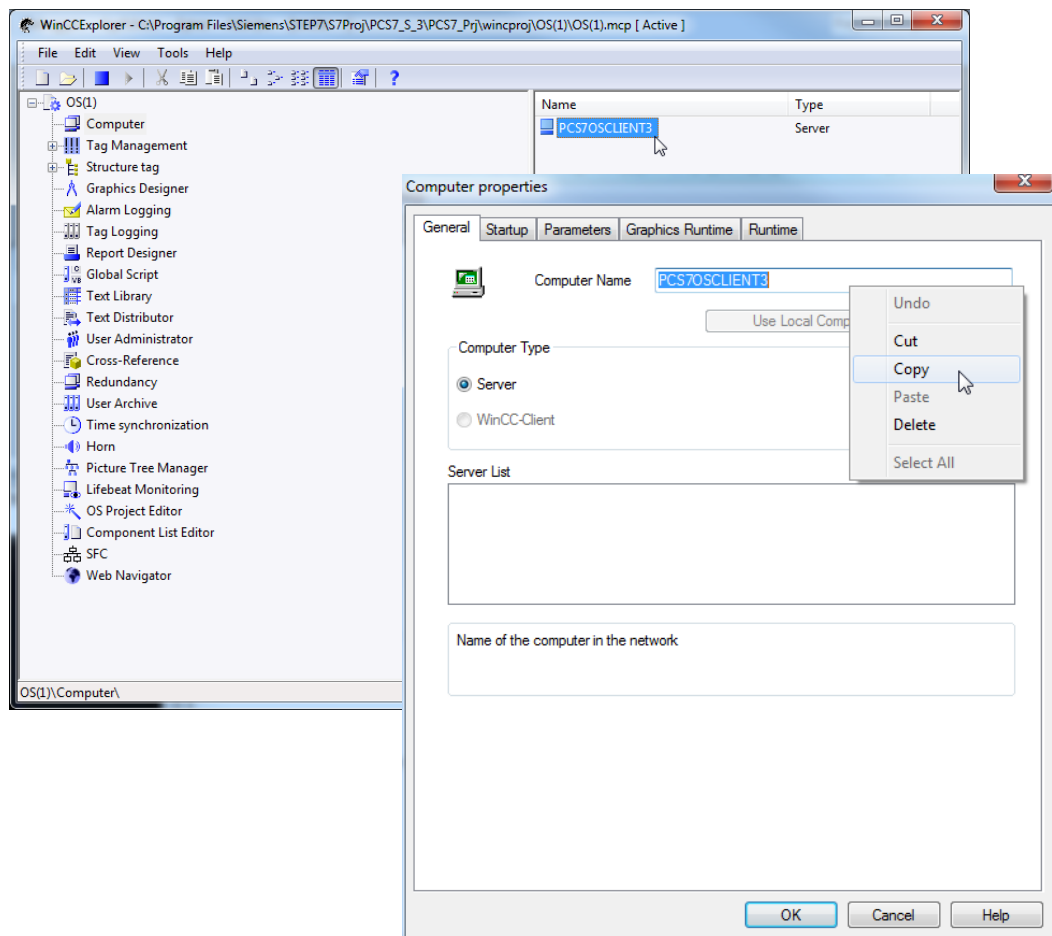 WinCCExplorer - C:\Program Files\Siemens\STEP7\S7Proj\PCS7_S_3\PCS7_Prj\wincproj\OS(1)\OS(1).mcp [ Active ]
File Edit View Tools Help
OS(1)
Computer
Tag Management
Structure tag
Graphics Designer
Alarm Logging
Tag Logging
Report Designer
Global Script
Text Library
Text Distributor
User Administrator
Cross-Reference
Redundancy
User Archive
Time synchronization
Horn
Picture Tree Manager
Lifebeat Monitoring
OS Project Editor
Component List Editor
SFC
Web Navigator
Name Type
PCS7OSCLIENT3 Server
OS(1)\Computer\
Computer properties
General Startup Parameters Graphics Runtime Runtime
Computer Name PCS7OSCLIENT3
Use Local Comp
Computer Type
Server
WinCC-Client
Server List
Name of the computer in the network
Undo
Cut
Copy
Paste
Delete
Select All
OK Cancel Help